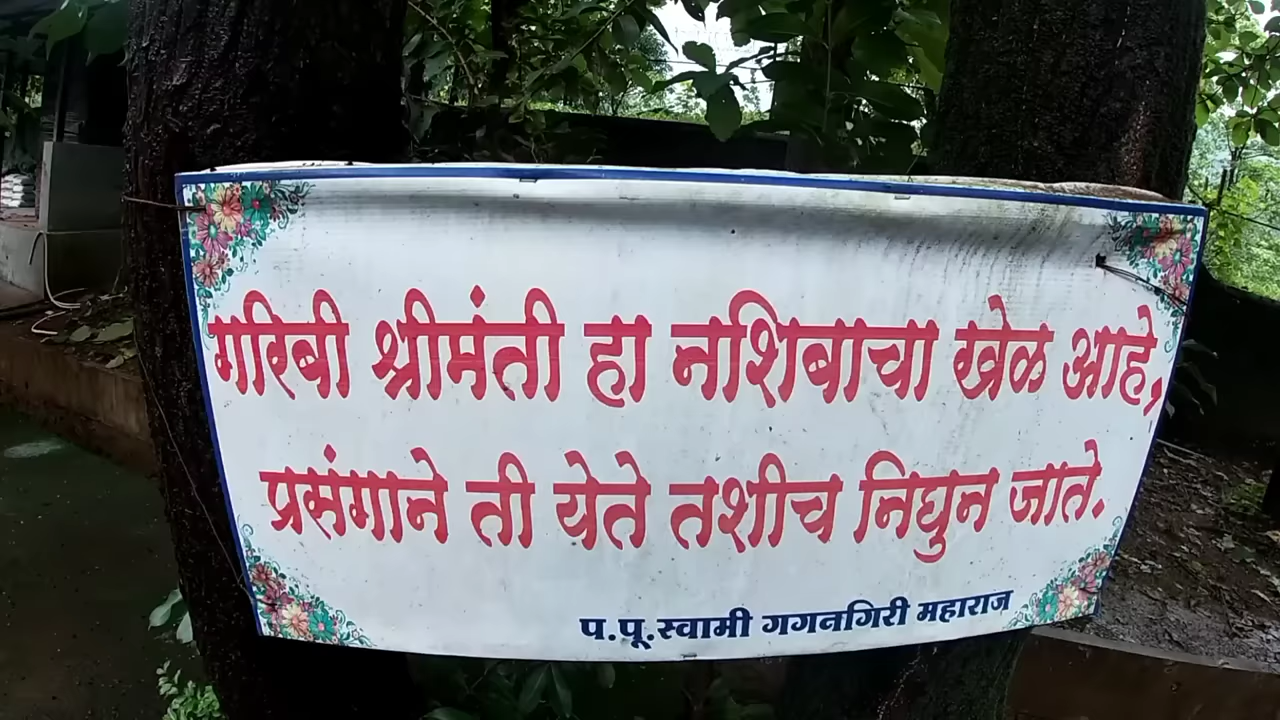 गरिबी श्रीमंती हा नशिबाचा खेळ आहे,
प्रसंगाने ती येते तशीच निघुन जाते.
प.पू.स्वामी गगनगिरी महाराज